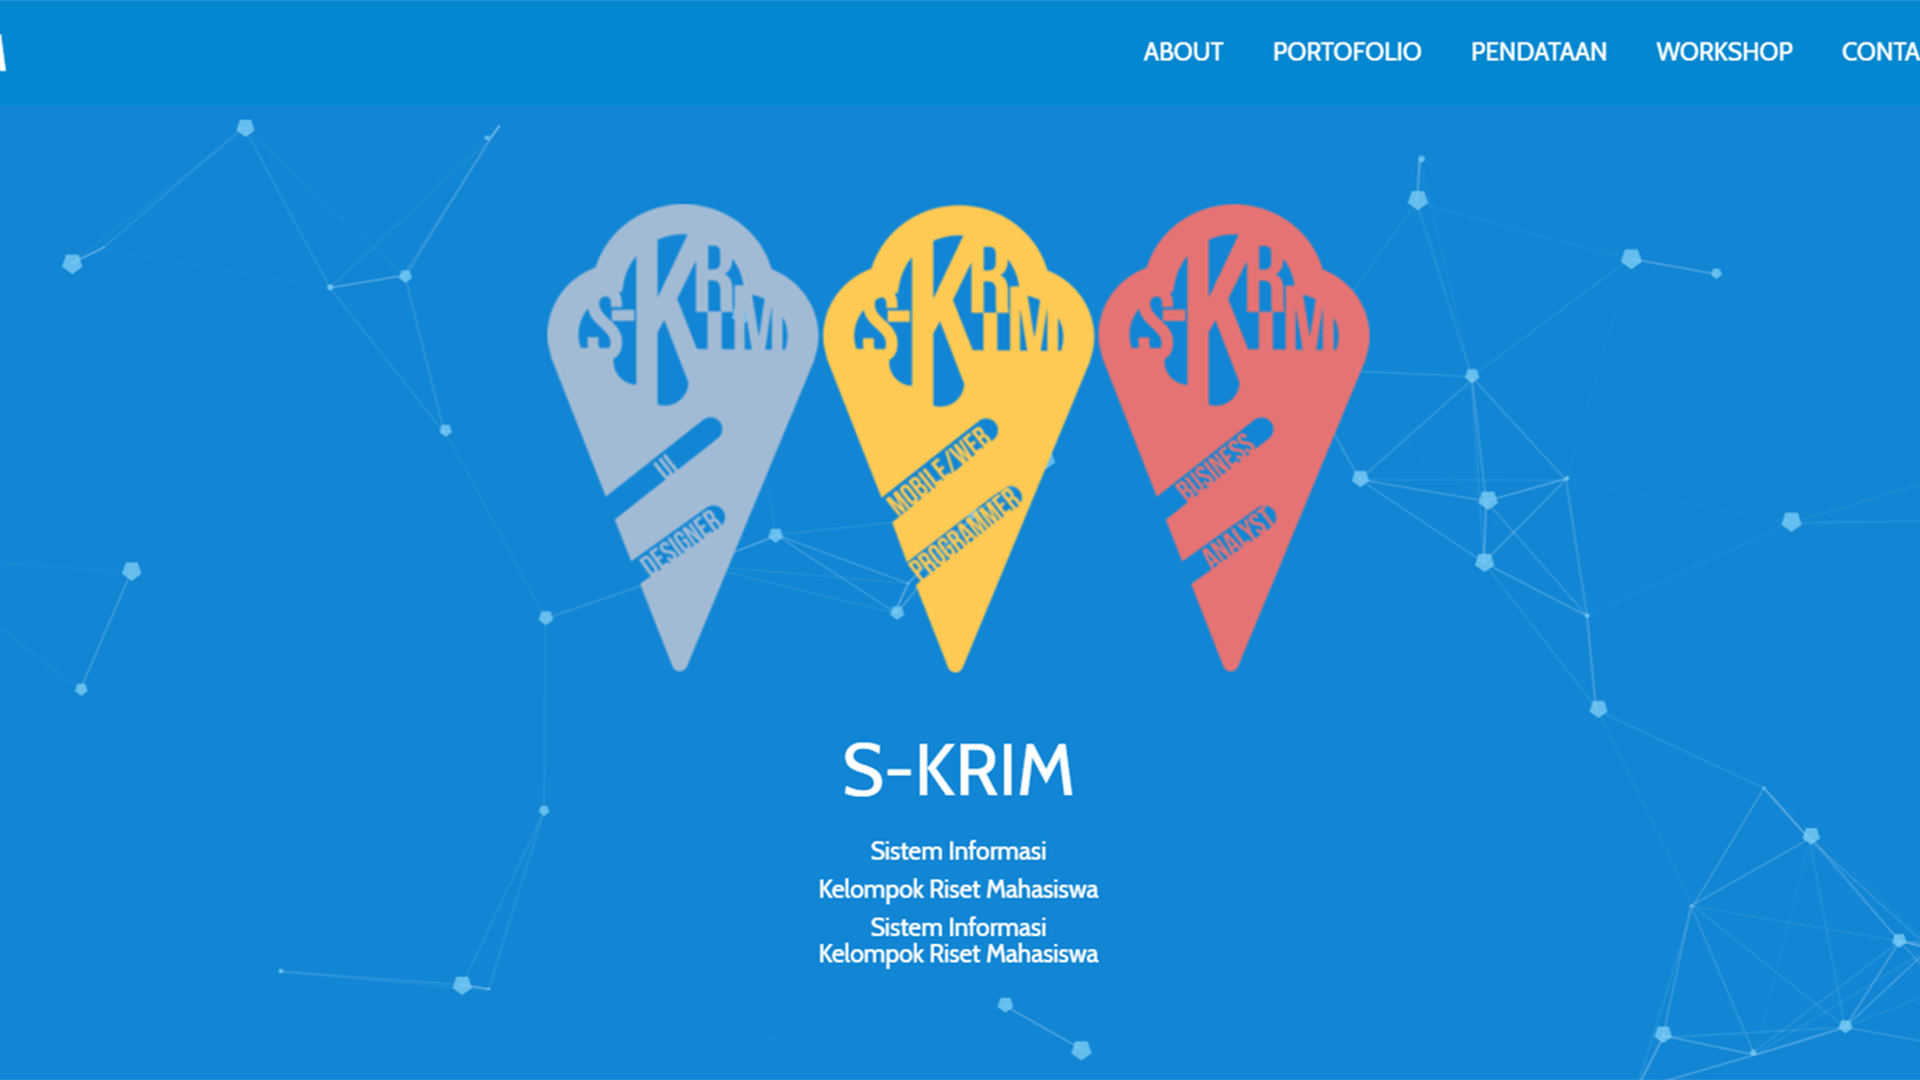 ABOUT PORTOFOLIO PENDATAAN WORKSHOP CONTA
S-KRIM S-KRIM S-KRIM
UI
DESIGNER
MOBILE/WEB
PROGRAMMER
BUSINESS
ANALYST
S-KRIM
Sistem Informasi
Kelompok Riset Mahasiswa
Sistem Informasi
Kelompok Riset Mahasiswa